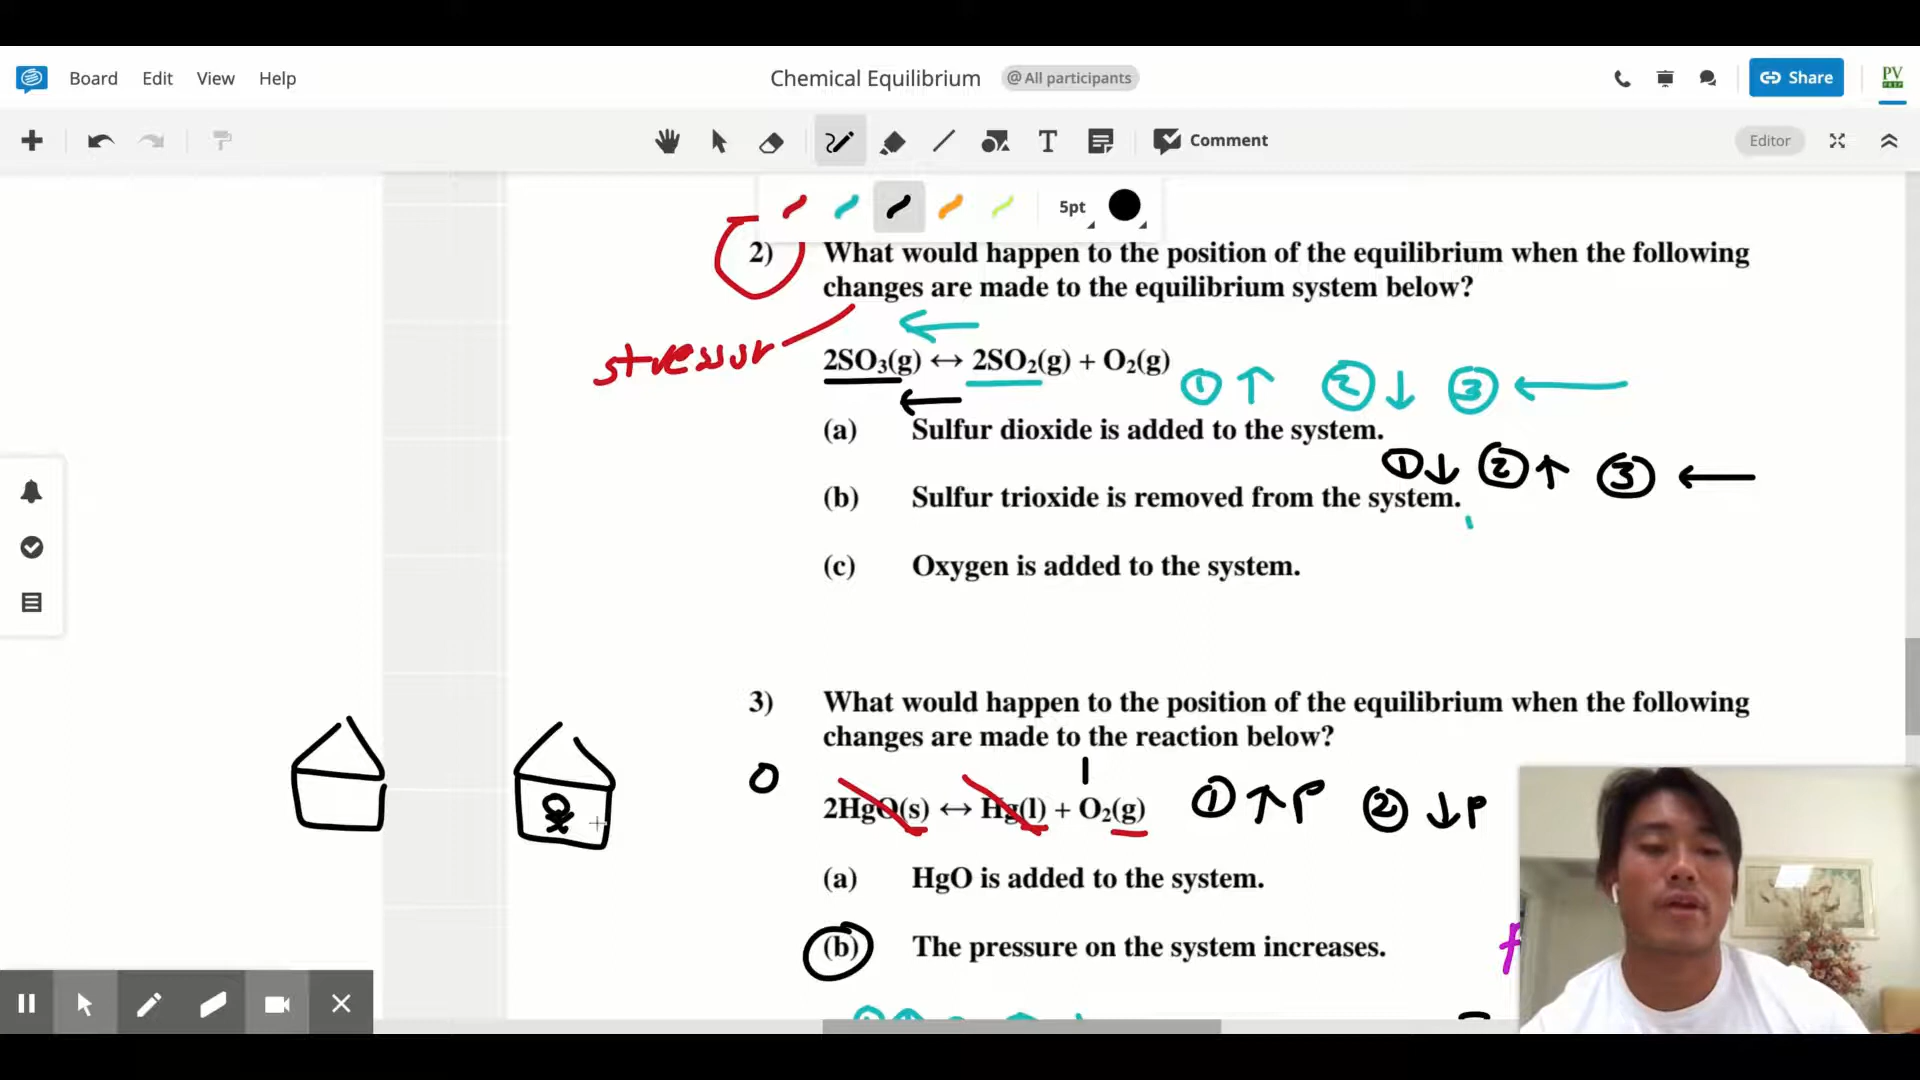 Board Edit View Help Chemical Equilibrium @ All participants Share PV PREP
Comment Editor
5pt
2) What would happen to the position of the equilibrium when the following
changes are made to the equilibrium system below?
stressor
2SO₃(g) ↔ 2SO₂(g) + O₂(g) ① ↑ ② ↓ ③ ←
(a) Sulfur dioxide is added to the system.
① ↓ ② ↑ ③ ←
(b) Sulfur trioxide is removed from the system.
(c) Oxygen is added to the system.
3) What would happen to the position of the equilibrium when the following
changes are made to the reaction below?
0 1
2HgO(s) ↔ Hg(l) + O₂(g) ① ↑ P ② ↓ P
(a) HgO is added to the system.
(b) The pressure on the system increases.